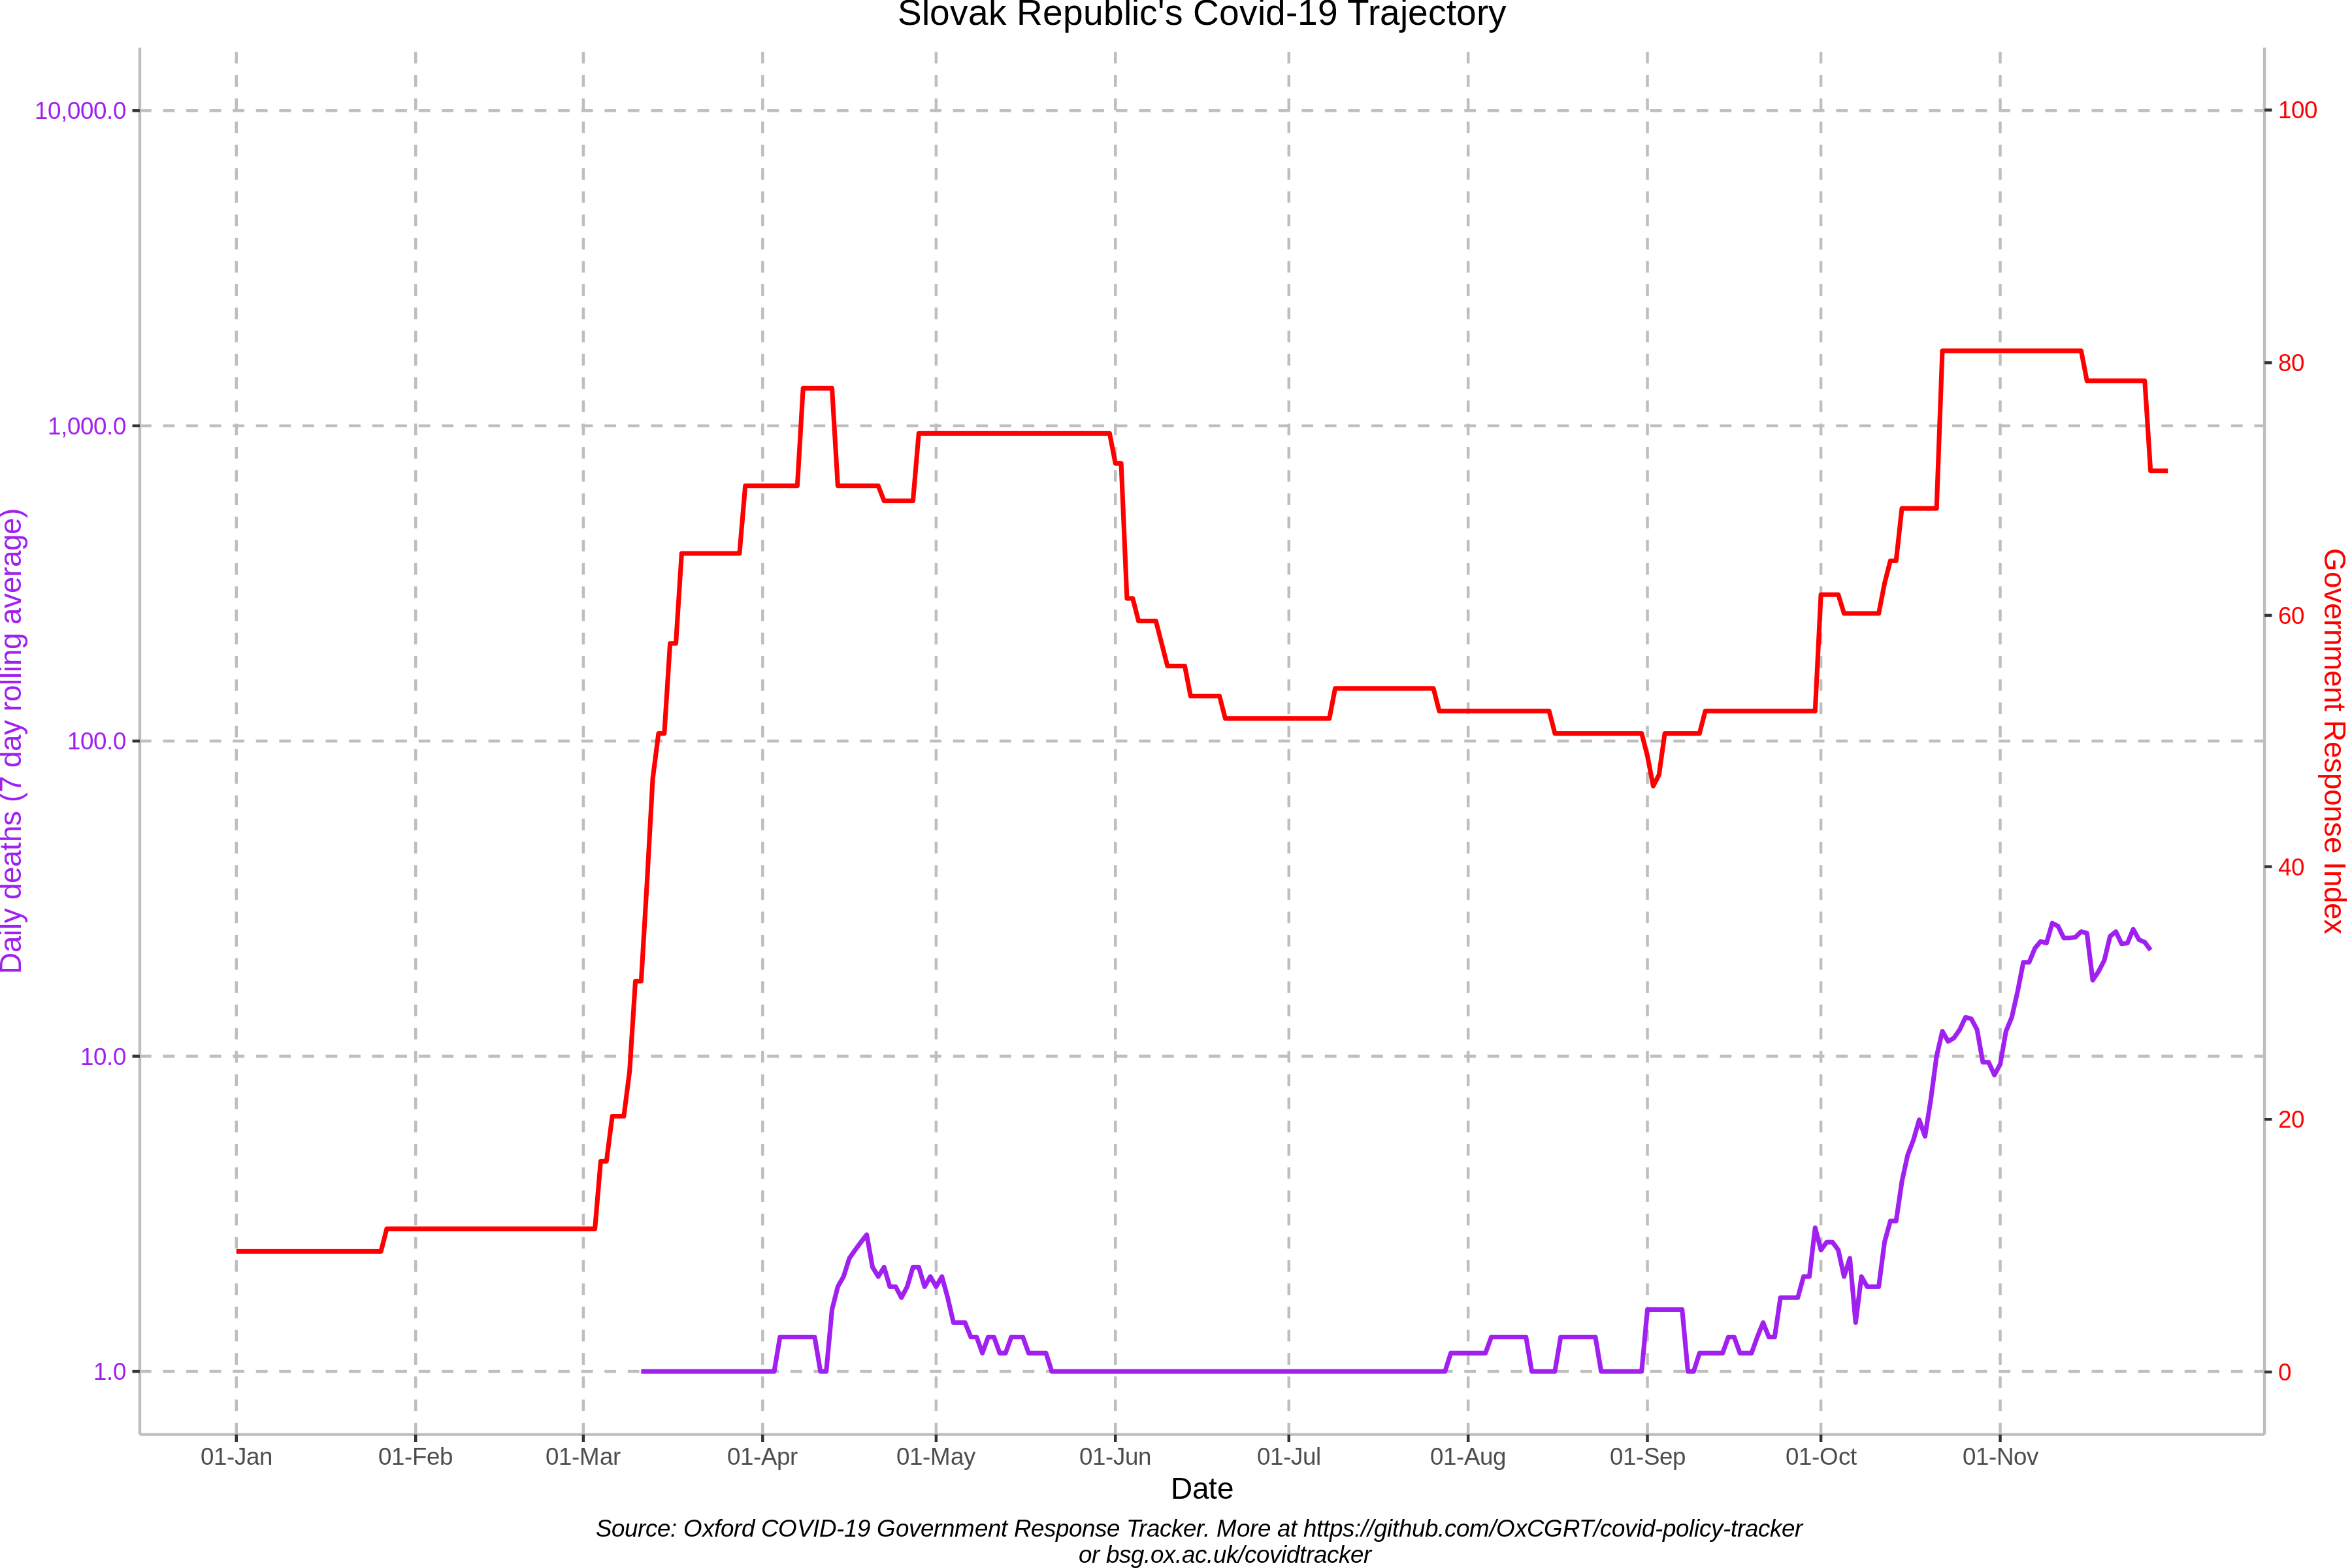 Slovak Republic's Covid-19 Trajectory
10,000.0
1,000.0
100.0
10.0
1.0
Daily deaths (7 day rolling average)
100
80
60
40
20
0
Government Response Index
01-Jan
01-Feb
01-Mar
01-Apr
01-May
01-Jun
01-Jul
01-Aug
01-Sep
01-Oct
01-Nov
Date
Source: Oxford COVID-19 Government Response Tracker. More at https://github.com/OxCGRT/covid-policy-tracker
or bsg.ox.ac.uk/covidtracker